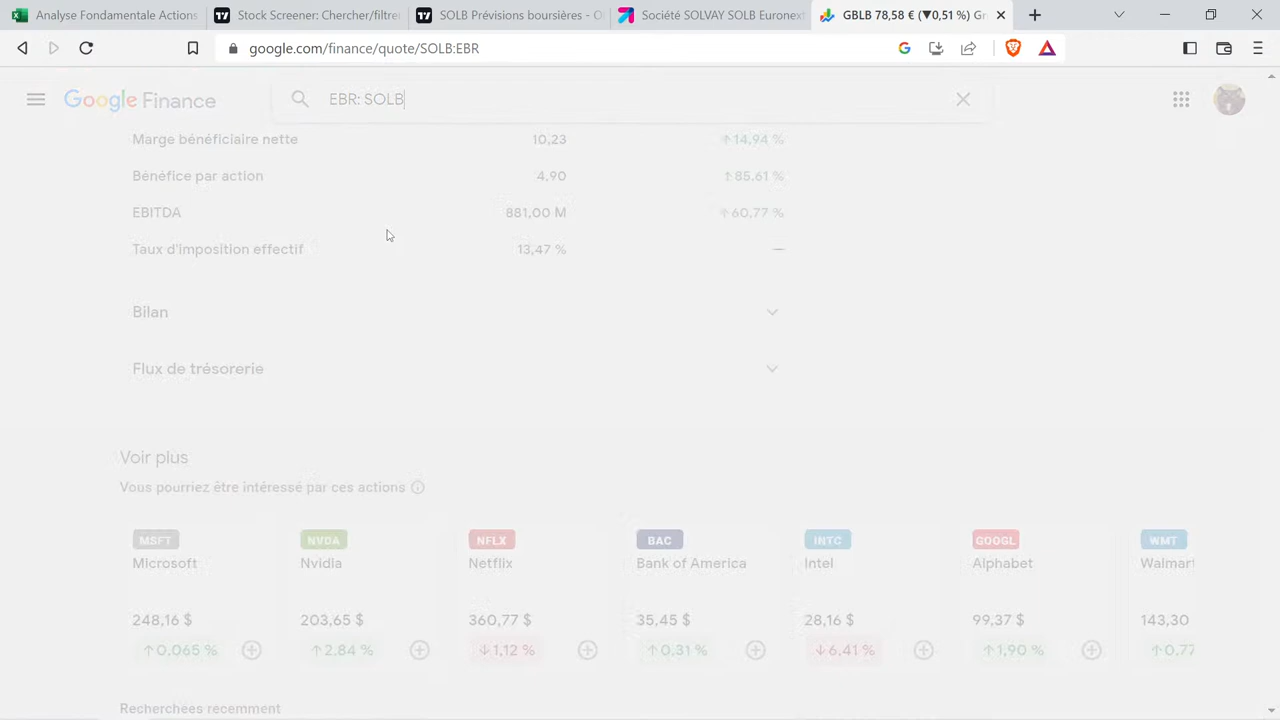 Analyse Fondamentale Actions
Stock Screener: Chercher/filtre
SOLB Prévisions boursières - O
Société SOLVAY SOLB Euronext
GBLB 78,58 € (▼0,51 %) Gr
google.com/finance/quote/SOLB:EBR
Google Finance
EBR: SOLB
Marge bénéficiaire nette 10,23 ↑14,94 %
Bénéfice par action 4.90 ↑85.61 %
EBITDA 881,00 M ↑60,77 %
Taux d'imposition effectif 13,47 % —
Bilan
Flux de trésorerie
Voir plus
Vous pourriez être intéressé par ces actions
MSFT NVDA NFLX BAC INTC GOOGL WMT
Microsoft Nvidia Netflix Bank of America Intel Alphabet Walmart
248,16 $ 203,65 $ 360,77 $ 35,45 $ 28,16 $ 99,37 $ 143,30
↑0,065 % ↑2,84 % ↓1,12 % ↑0,31 % ↓6,41 % ↑1,90 % ↑0,77
Recherchées récemment